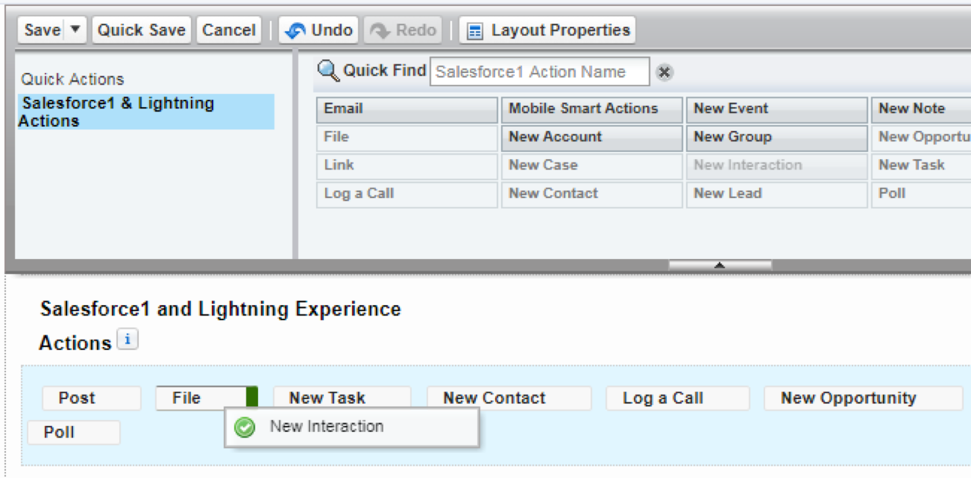 Save Quick Save Cancel Undo Redo Layout Properties
Quick Actions
Salesforce1 & Lightning
Actions
Quick Find Salesforce1 Action Name
Email Mobile Smart Actions New Event New Note
File New Account New Group New Opportu
Link New Case New Interaction New Task
Log a Call New Contact New Lead Poll
Salesforce1 and Lightning Experience
Actions i
Post File New Task New Contact Log a Call New Opportunity
New Interaction
Poll